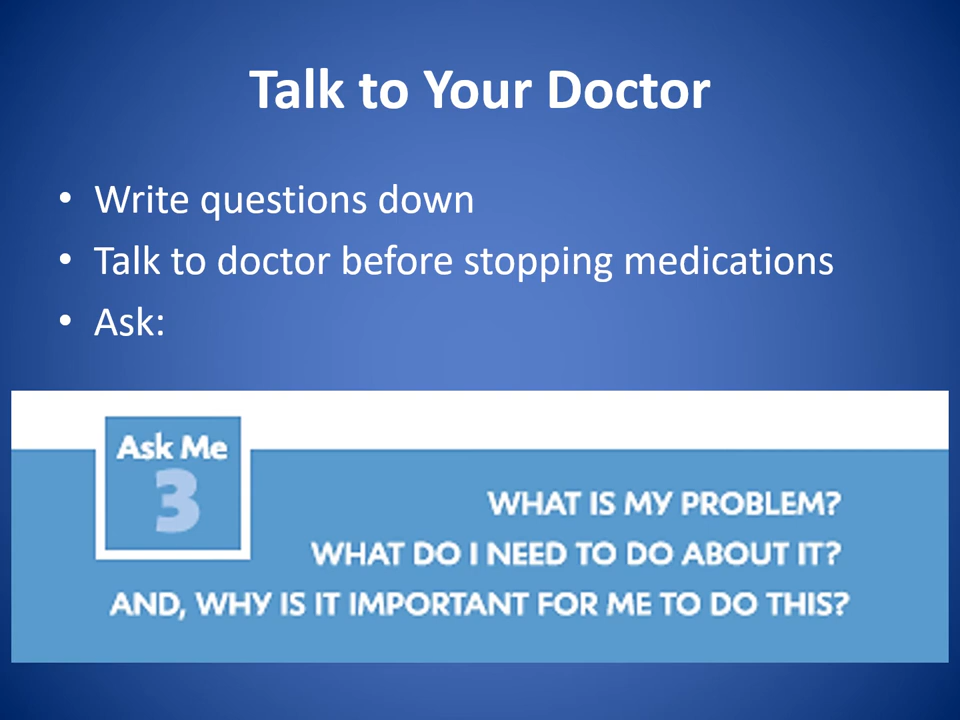 Talk to Your Doctor
• Write questions down
• Talk to doctor before stopping medications
• Ask:
Ask Me
3
WHAT IS MY PROBLEM?
WHAT DO I NEED TO DO ABOUT IT?
AND, WHY IS IT IMPORTANT FOR ME TO DO THIS?